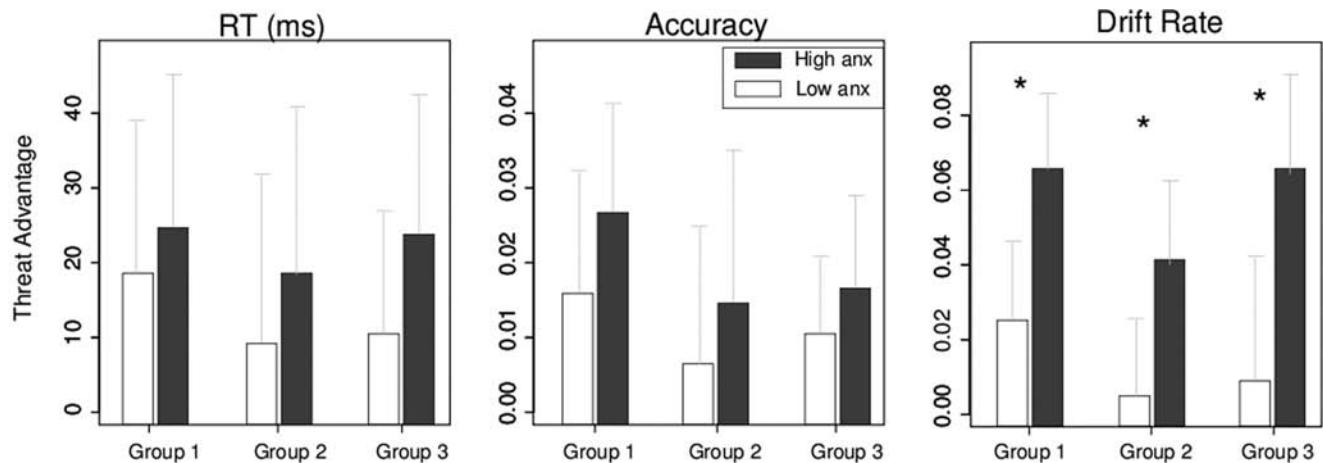 RT (ms)
Accuracy
Drift Rate
Threat Advantage
0
10
20
30
40
Group 1
Group 2
Group 3
High anx
Low anx
0.00
0.01
0.02
0.03
0.04
Group 1
Group 2
Group 3
0.00
0.02
0.04
0.06
0.08
*
*
*
Group 1
Group 2
Group 3